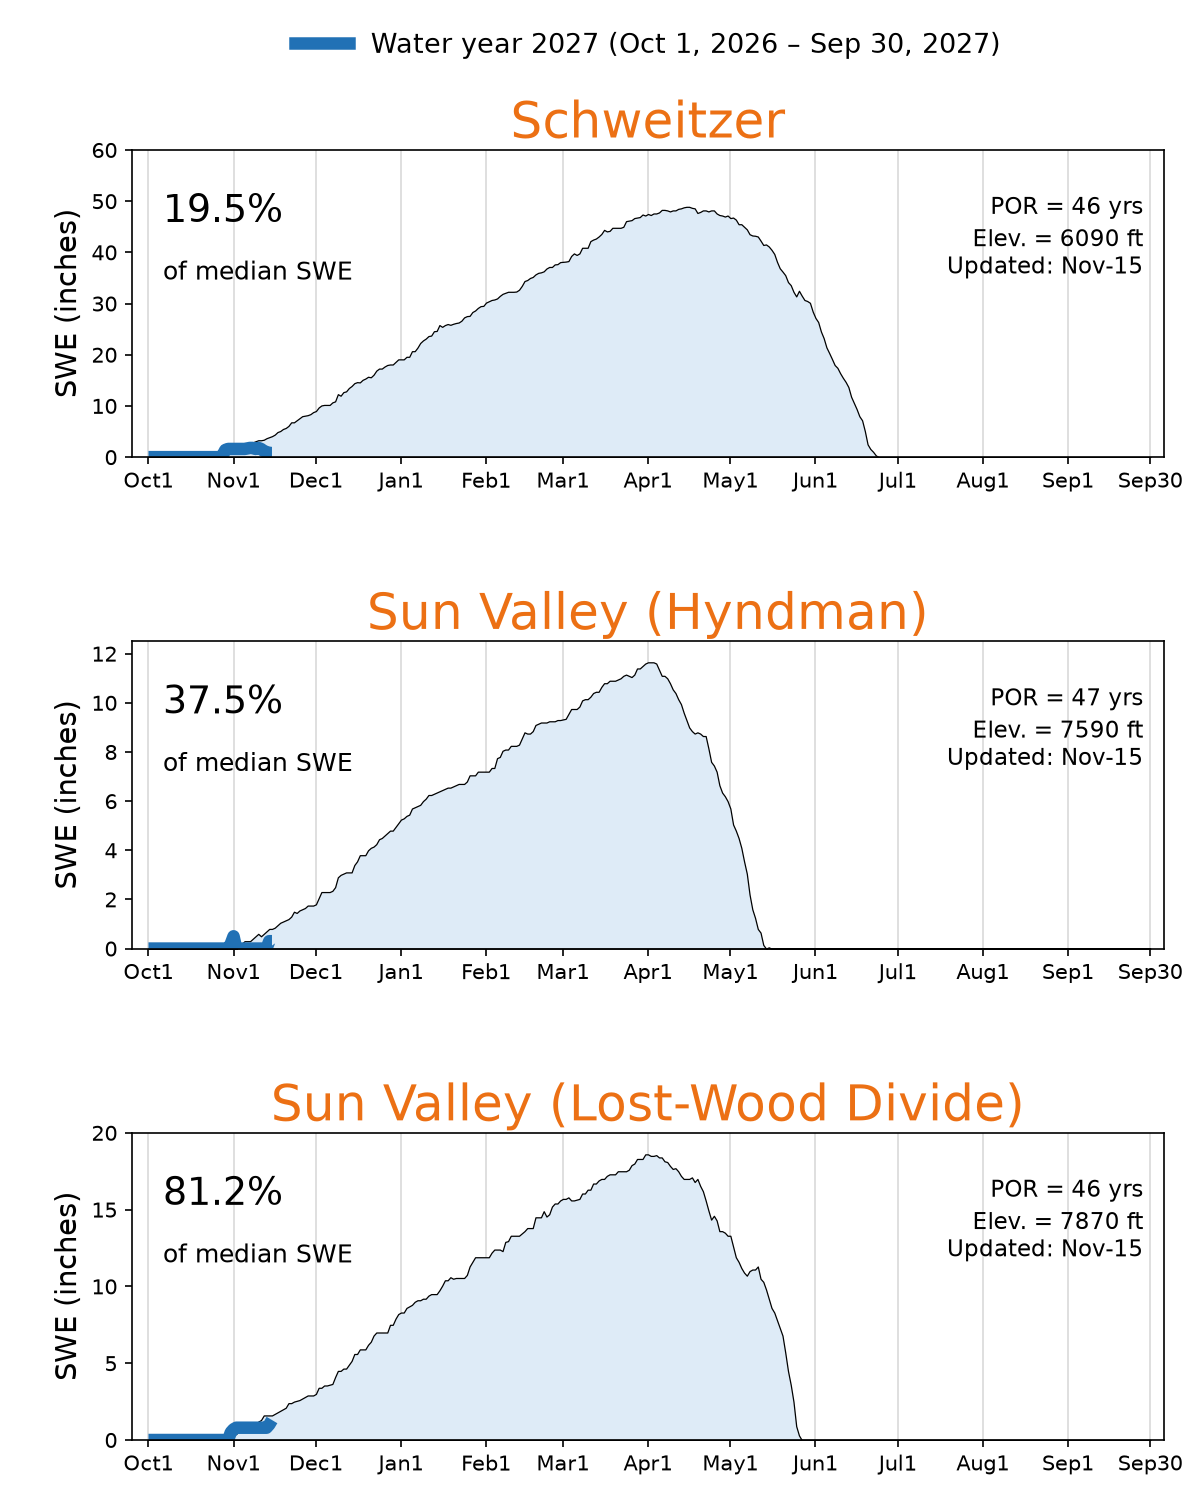 Water year 2027 (Oct 1, 2026 – Sep 30, 2027)
Schweitzer
60
50
40
30
20
10
0
SWE (inches)
19.5%
of median SWE
POR = 46 yrs
Elev. = 6090 ft
Updated: Nov-15
Oct1 Nov1 Dec1 Jan1 Feb1 Mar1 Apr1 May1 Jun1 Jul1 Aug1 Sep1 Sep30
Sun Valley (Hyndman)
12
10
8
6
4
2
0
SWE (inches)
37.5%
of median SWE
POR = 47 yrs
Elev. = 7590 ft
Updated: Nov-15
Oct1 Nov1 Dec1 Jan1 Feb1 Mar1 Apr1 May1 Jun1 Jul1 Aug1 Sep1 Sep30
Sun Valley (Lost-Wood Divide)
20
15
10
5
0
SWE (inches)
81.2%
of median SWE
POR = 46 yrs
Elev. = 7870 ft
Updated: Nov-15
Oct1 Nov1 Dec1 Jan1 Feb1 Mar1 Apr1 May1 Jun1 Jul1 Aug1 Sep1 Sep30